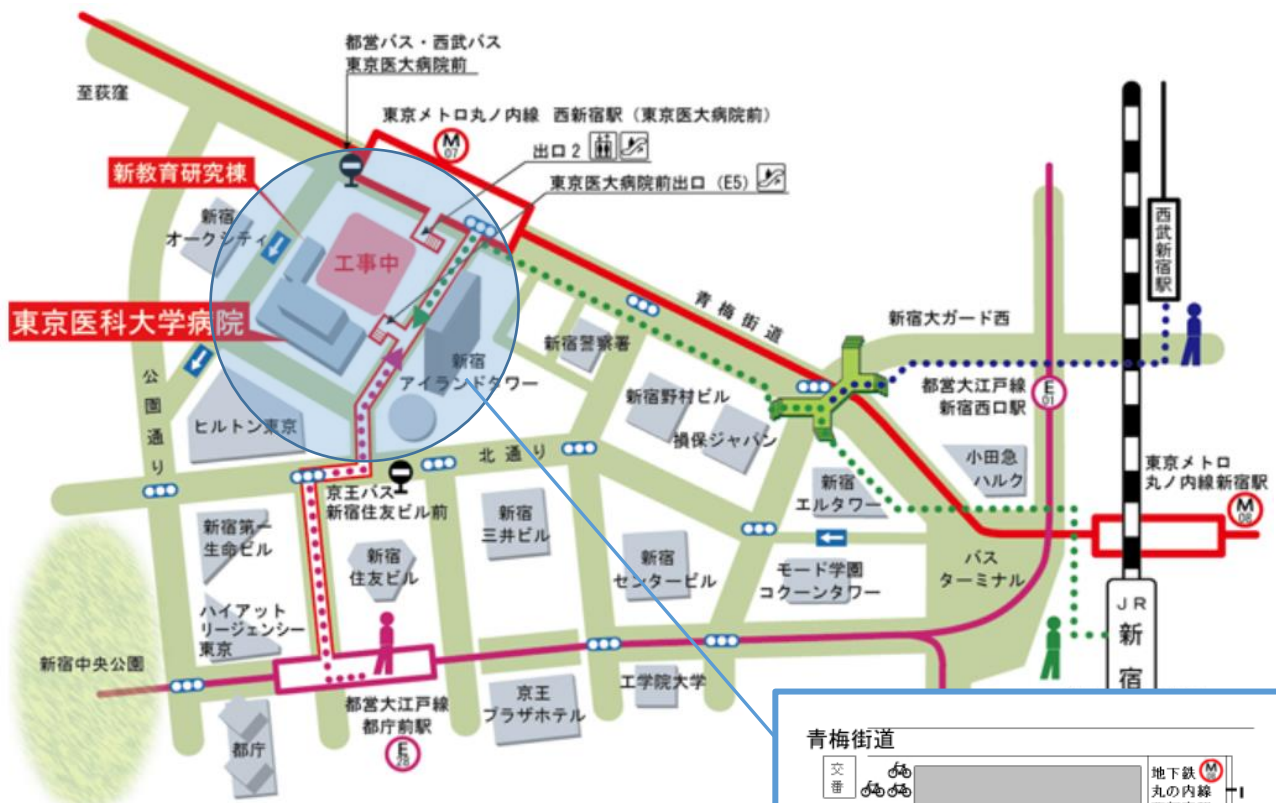 都営バス・西武バス
東京医大病院前
至荻窪
東京メトロ丸ノ内線 西新宿駅（東京医大病院前）
M
07
出口2
東京医大病院前出口（E5）
新教育研究棟
新宿
オークシティ
工事中
東京医科大学病院
新宿
アイランドタワー
新宿警察署
青梅街道
新宿大ガード西
西武新宿駅
都営大江戸線
新宿西口駅
E
01
公園通り
ヒルトン東京
新宿野村ビル
損保ジャパン
北通り
小田急
ハルク
東京メトロ
丸ノ内線新宿駅
M
08
京王バス
新宿住友ビル前
新宿
エルタワー
新宿第一
生命ビル
新宿
住友ビル
新宿
三井ビル
新宿
センタービル
モード学園
コクーンタワー
バス
ターミナル
ハイアット
リージェンシー
東京
JR
新宿
新宿中央公園
都営大江戸線
都庁前駅
E
28
都庁
京王
プラザホテル
工学院大学
青梅街道
交番
地下鉄 M
丸の内線